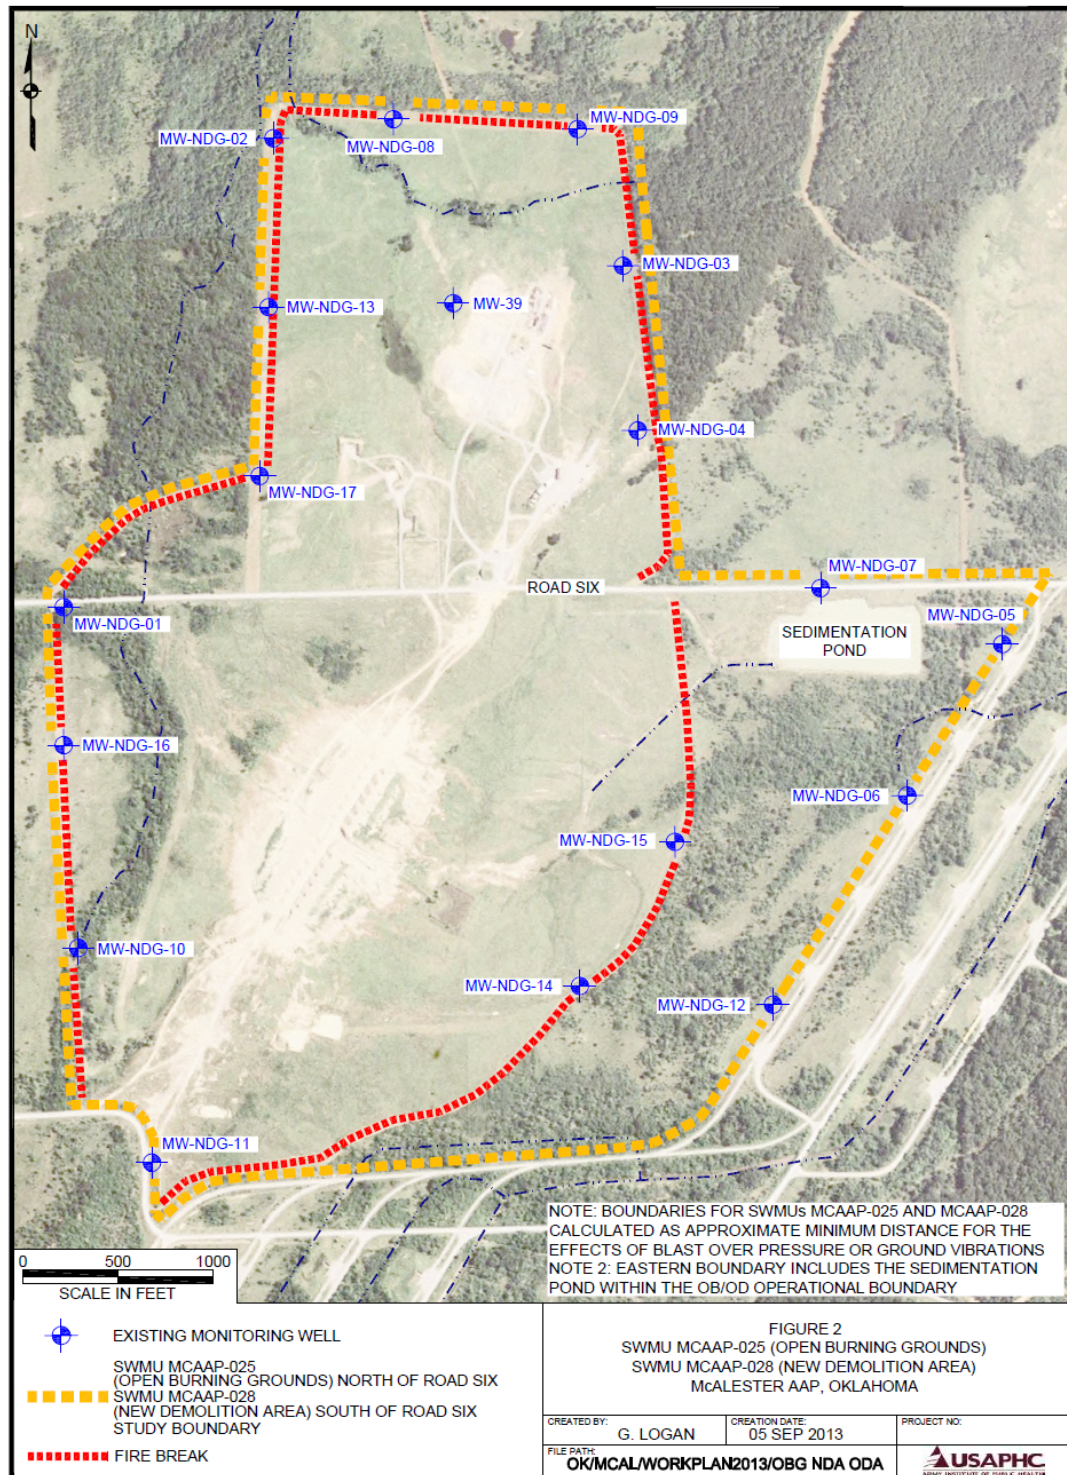 N
MW-NDG-02
MW-NDG-08
MW-NDG-09
MW-NDG-03
MW-NDG-13
MW-39
MW-NDG-04
MW-NDG-17
MW-NDG-07
ROAD SIX
MW-NDG-01
MW-NDG-05
SEDIMENTATION
POND
MW-NDG-16
MW-NDG-06
MW-NDG-15
MW-NDG-10
MW-NDG-14
MW-NDG-12
MW-NDG-11
NOTE: BOUNDARIES FOR SWMUs MCAAP-025 AND MCAAP-028
CALCULATED AS APPROXIMATE MINIMUM DISTANCE FOR THE
EFFECTS OF BLAST OVER PRESSURE OR GROUND VIBRATIONS
NOTE 2: EASTERN BOUNDARY INCLUDES THE SEDIMENTATION
POND WITHIN THE OB/OD OPERATIONAL BOUNDARY
0 500 1000
SCALE IN FEET
EXISTING MONITORING WELL
SWMU MCAAP-025
(OPEN BURNING GROUNDS) NORTH OF ROAD SIX
SWMU MCAAP-028
(NEW DEMOLITION AREA) SOUTH OF ROAD SIX
STUDY BOUNDARY
FIRE BREAK
FIGURE 2
SWMU MCAAP-025 (OPEN BURNING GROUNDS)
SWMU MCAAP-028 (NEW DEMOLITION AREA)
McALESTER AAP, OKLAHOMA
CREATED BY:
G. LOGAN
CREATION DATE:
05 SEP 2013
PROJECT NO:
FILE PATH:
OK/MCAL/WORKPLAN2013/OBG NDA ODA
USAPHC
ARMY INSTITUTE OF PUBLIC HEALTH